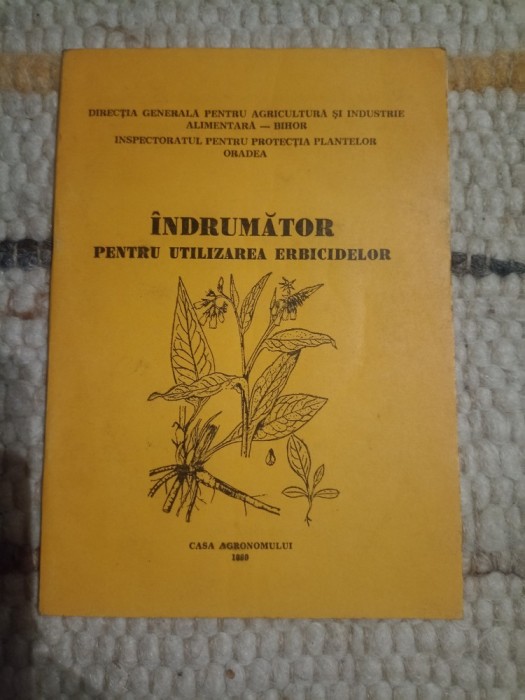 DIRECȚIA GENERALĂ PENTRU AGRICULTURĂ ȘI INDUSTRIE
ALIMENTARĂ — BIHOR
INSPECTORATUL PENTRU PROTECȚIA PLANTELOR
ORADEA
ÎNDRUMĂTOR
PENTRU UTILIZAREA ERBICIDELOR
CASA AGRONOMULUI
1989